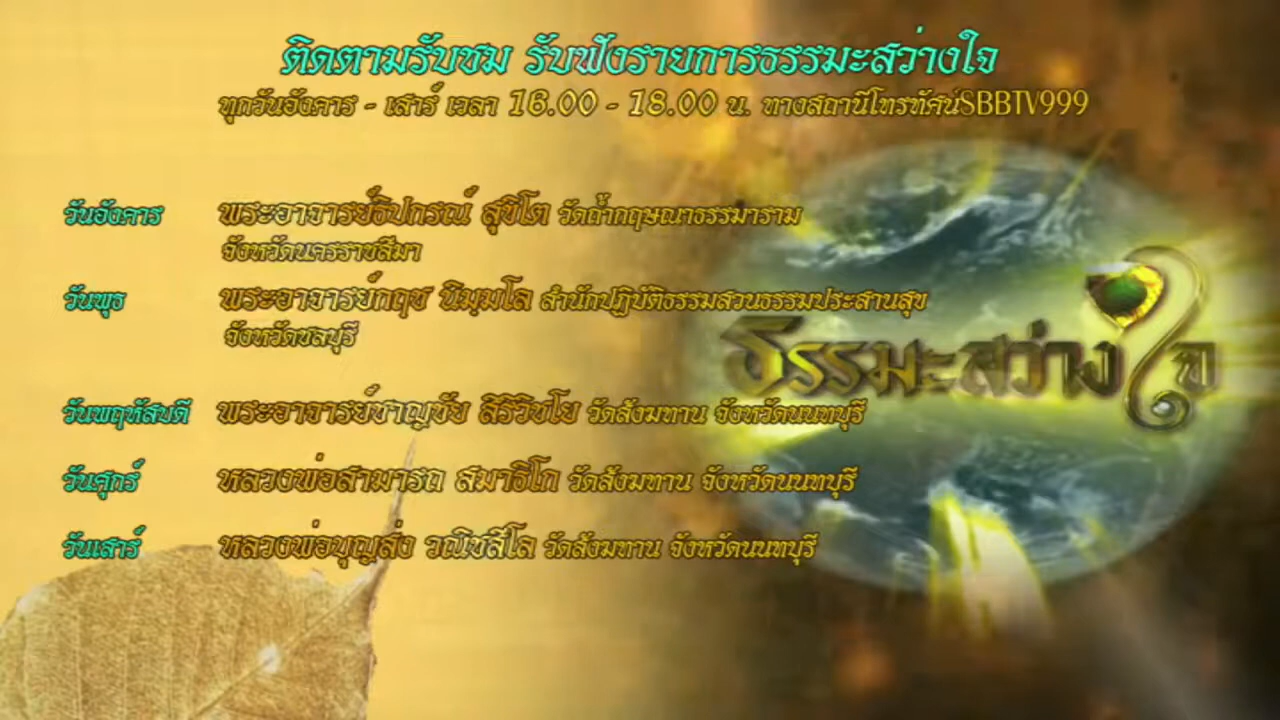 ติดตามรับชม รับฟังรายการธรรมะสว่างใจ
ทุกวันอังคาร - เสาร์ เวลา 16.00 - 18.00 น. ทางสถานีโทรทัศน์SBBTV999
วันอังคาร พระอาจารย์ธิปกรณ์ สุขิโต วัดถ้ำกฤษณาธรรมาราม
จังหวัดนครราชสีมา
วันพุธ พระอาจารย์กฤช นิมฺมโล สำนักปฏิบัติธรรมสวนธรรมประสานสุข
จังหวัดชลบุรี
ธรรมะสว่างใจ
วันพฤหัสบดี พระอาจารย์ชาญชัย สิริวิชโย วัดสังฆทาน จังหวัดนนทบุรี
วันศุกร์ หลวงพ่อสามารถ สมาธิโก วัดสังฆทาน จังหวัดนนทบุรี
วันเสาร์ หลวงพ่อบุญส่ง วณิชสีโล วัดสังฆทาน จังหวัดนนทบุรี